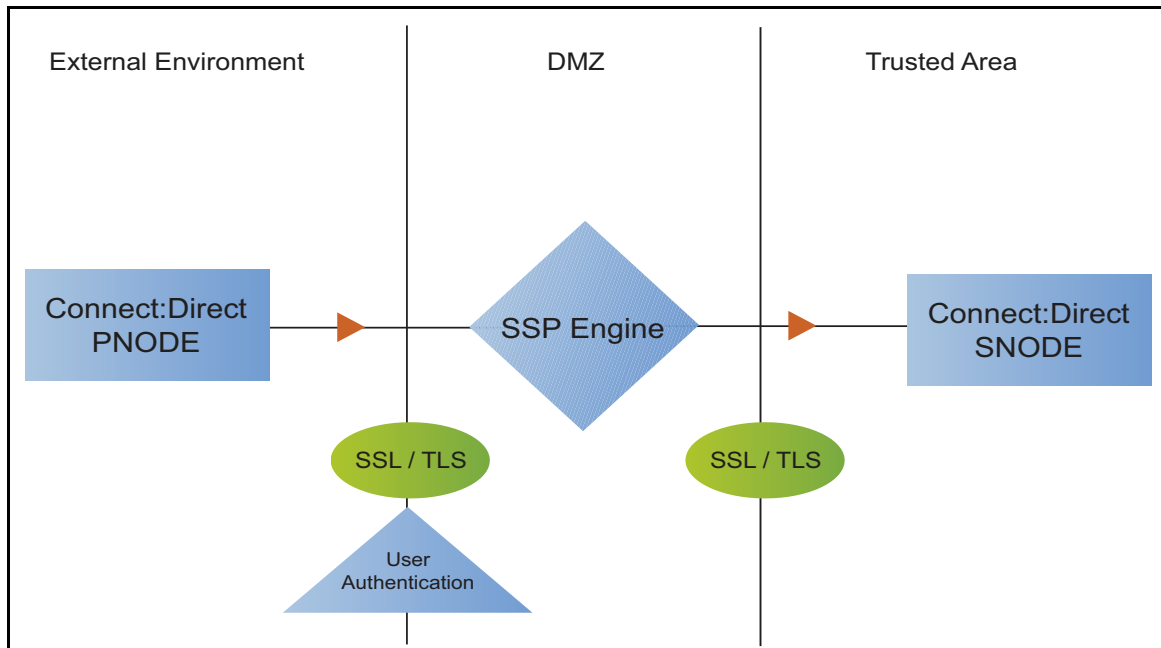 External Environment
DMZ
Trusted Area
Connect:Direct
PNODE
SSP Engine
Connect:Direct
SNODE
SSL / TLS
SSL / TLS
User
Authentication